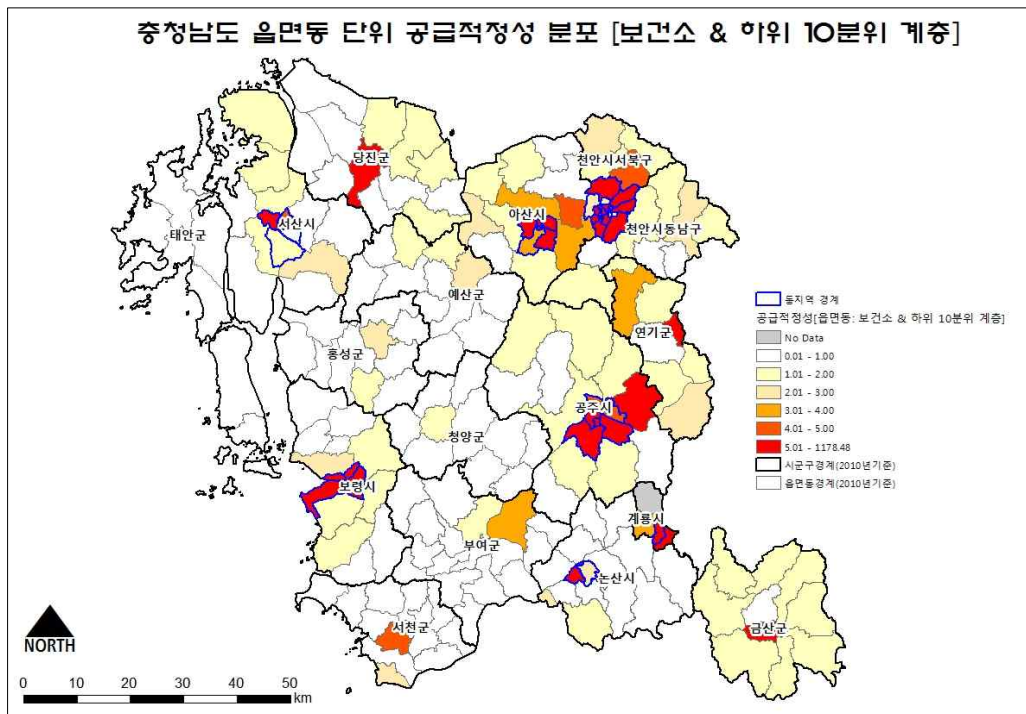 충청남도 읍면동 단위 공급적정성 분포 [보건소 & 하위 10분위 계층]
당진군
천안시서북구
아산시
서산시
천안시동남구
태안군
예산군
연기군
홍성군
공주시
청양군
보령시
계룡시
부여군
논산시
서천군
금산군
동지역 경계
공급적정성[읍면동: 보건소 & 하위 10분위 계층]
No Data
0.01 - 1.00
1.01 - 2.00
2.01 - 3.00
3.01 - 4.00
4.01 - 5.00
5.01 - 1178.48
시군구경계(2010년기준)
읍면동경계(2010년기준)
NORTH
0 10 20 30 40 50
km